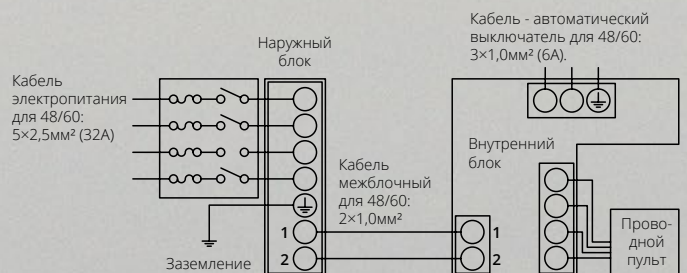 Кабель - автоматический
выключатель для 48/60:
3×1,0мм² (6А).
Наружный
блок
Кабель
электропитания
для 48/60:
5×2,5мм² (32А)
Внутренний
блок
Кабель
межблочный
для 48/60:
2×1,0мм²
1
2
1
2
Заземление
Прово-
дной
пульт